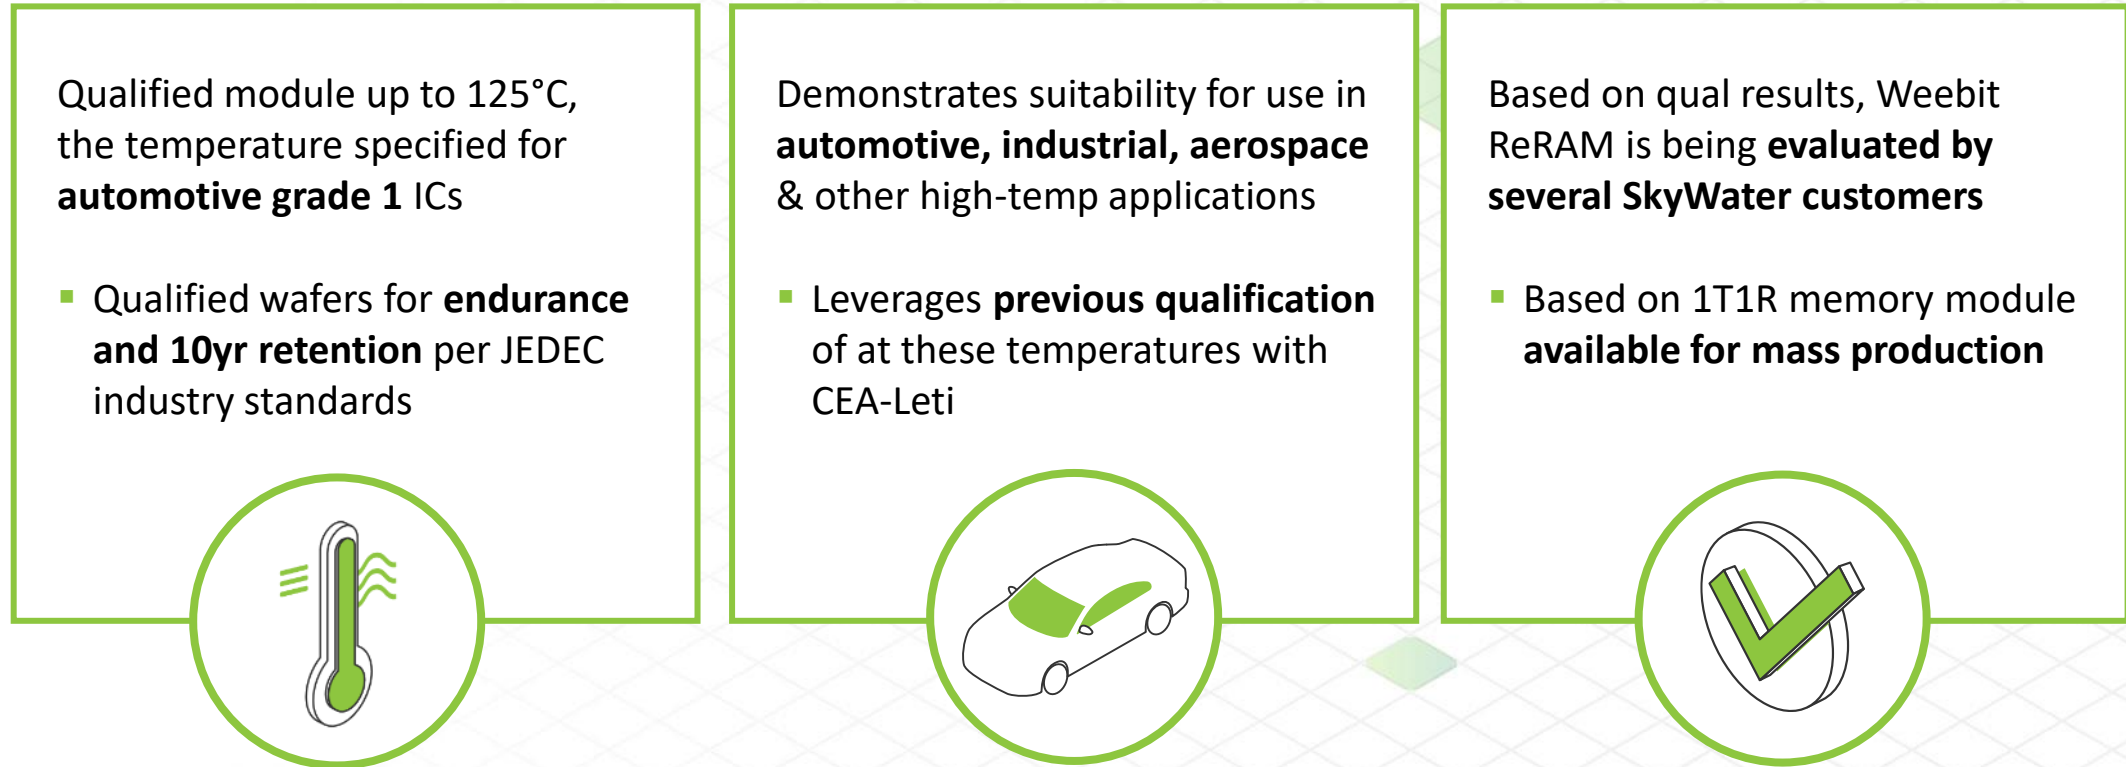 Qualified module up to 125°C,
the temperature specified for
automotive grade 1 ICs
▪ Qualified wafers for endurance
and 10yr retention per JEDEC
industry standards
Demonstrates suitability for use in
automotive, industrial, aerospace
& other high-temp applications
▪ Leverages previous qualification
of at these temperatures with
CEA-Leti
Based on qual results, Weebit
ReRAM is being evaluated by
several SkyWater customers
▪ Based on 1T1R memory module
available for mass production